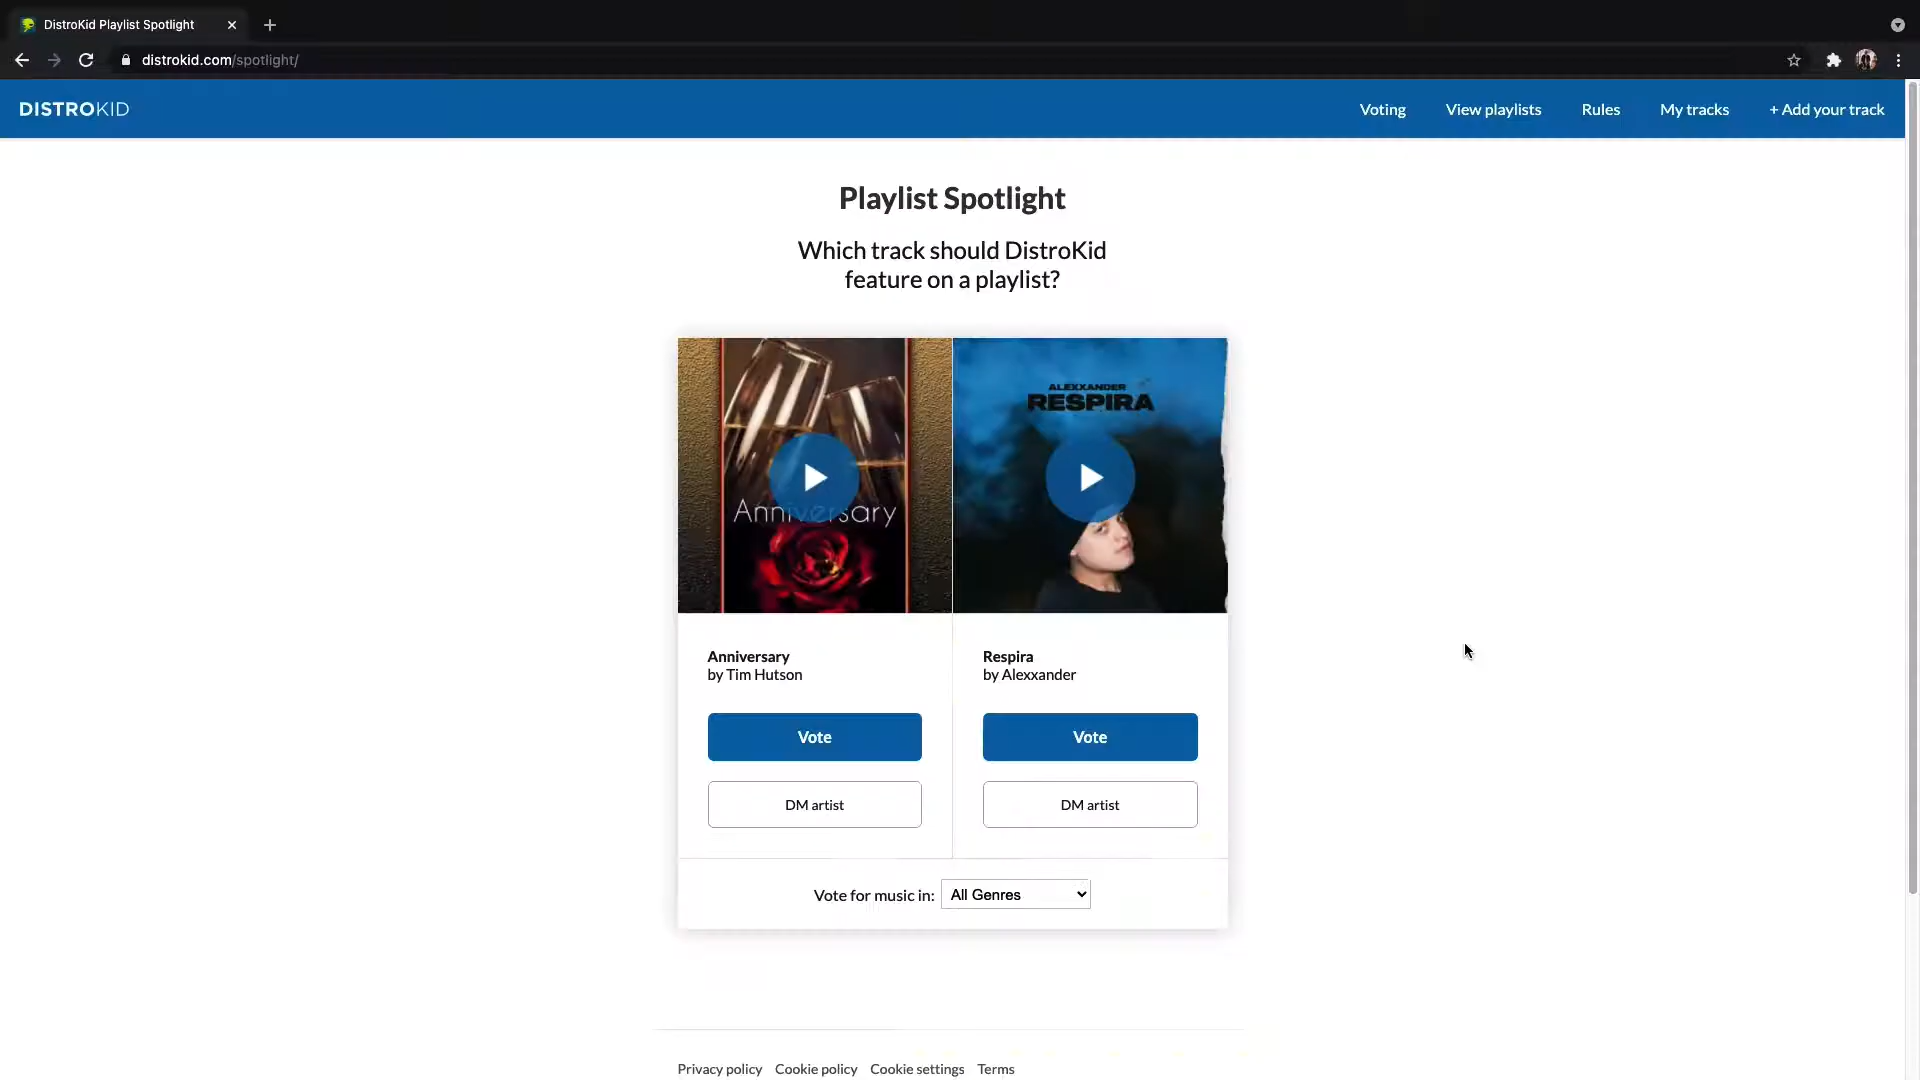 DistroKid Playlist Spotlight
distrokid.com/spotlight/
DISTROKID
Voting
View playlists
Rules
My tracks
+ Add your track
Playlist Spotlight
Which track should DistroKid
feature on a playlist?
Anniversary
ALEXXANDER
RESPIRA
Anniversary
by Tim Hutson
Respira
by Alexxander
Vote
Vote
DM artist
DM artist
Vote for music in: All Genres
Privacy policy Cookie policy Cookie settings Terms